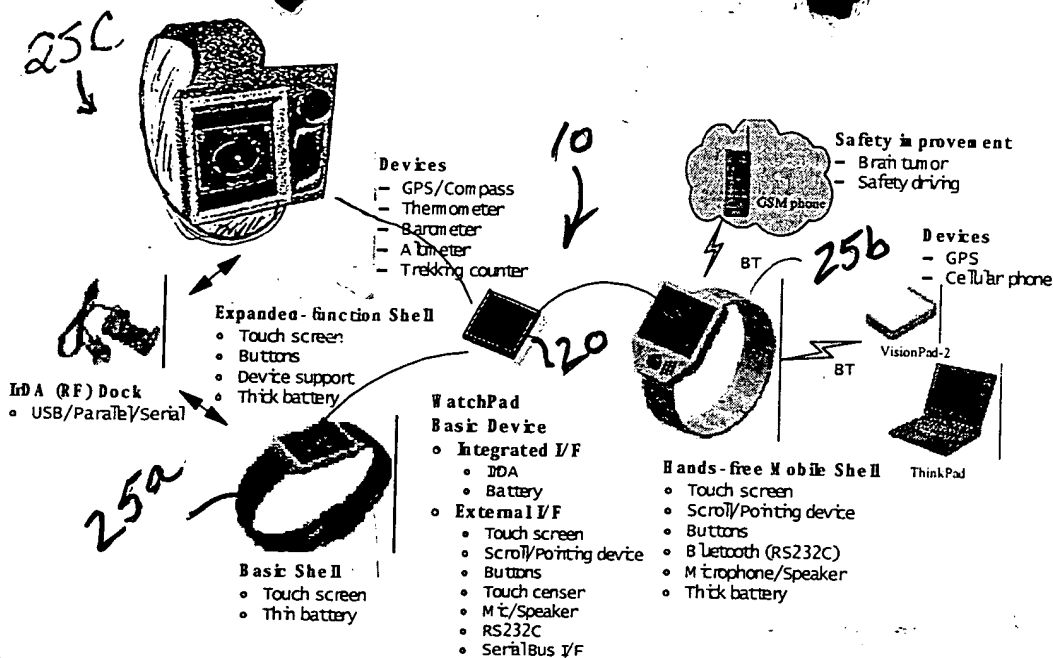 25C
Devices
– GPS/Compass
– Thermometer
– Barometer
– Altimeter
– Trekking counter
10
Safety improvement
– Brain tumor
– Safety driving
GSM phone
BT
25b
Devices
– GPS
– Cellular phone
VisionPad-2
BT
ThinkPad
IrDA (RF) Dock
• USB/Parallel/Serial
Expanded-function Shell
• Touch screen
• Buttons
• Device support
• Thick battery
20
25a
Basic Shell
• Touch screen
• Thin battery
WatchPad
Basic Device
• Integrated I/F
• IrDA
• Battery
• External I/F
• Touch screen
• Scroll/Pointing device
• Buttons
• Touch censer
• Mic/Speaker
• RS232C
• SerialBus I/F
Hands-free Mobile Shell
• Touch screen
• Scroll/Pointing device
• Buttons
• Bluetooth (RS232C)
• Microphone/Speaker
• Thick battery